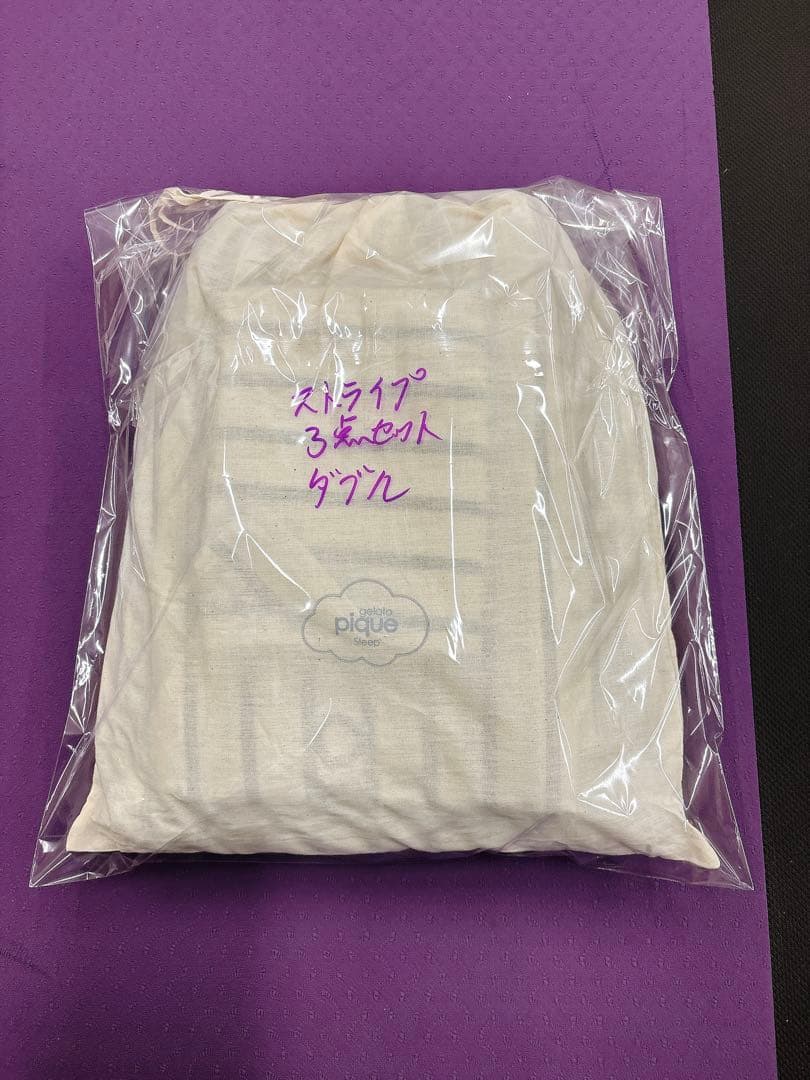 ストライプ
3点セット
ダブル
gelato
pique
Sleep